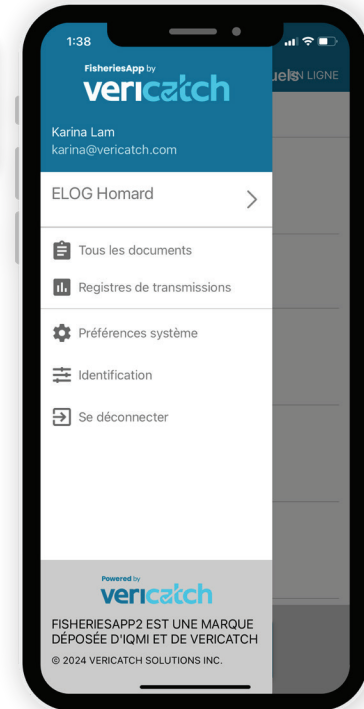 1:38
FisheriesApp by
vericatch
uels
EN LIGNE
Karina Lam
karina@vericatch.com
ELOG Homard
Tous les documents
Registres de transmissions
Préférences système
Identification
Se déconnecter
Powered by
vericatch
FISHERIESAPP2 EST UNE MARQUE
DÉPOSÉE D'IQMI ET DE VERICATCH
© 2024 VERICATCH SOLUTIONS INC.